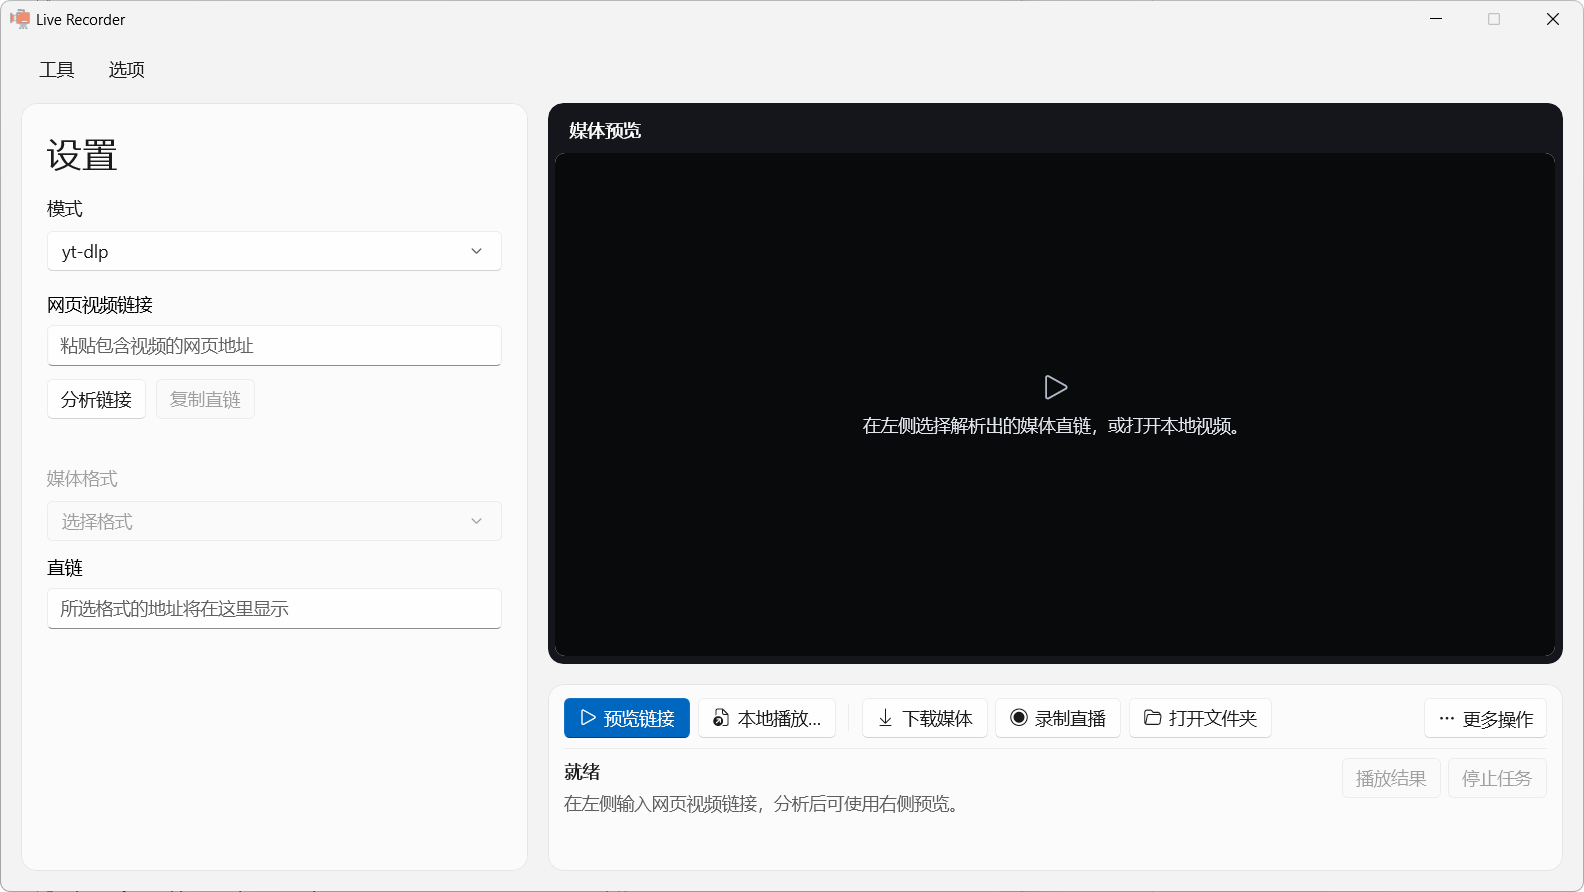 Live Recorder
工具
选项
设置
模式
yt-dlp
网页视频链接
粘贴包含视频的网页地址
分析链接
复制直链
媒体格式
选择格式
直链
所选格式的地址将在这里显示
媒体预览
在左侧选择解析出的媒体直链，或打开本地视频。
预览链接
本地播放...
下载媒体
录制直播
打开文件夹
更多操作
就绪
在左侧输入网页视频链接，分析后可使用右侧预览。
播放结果
停止任务